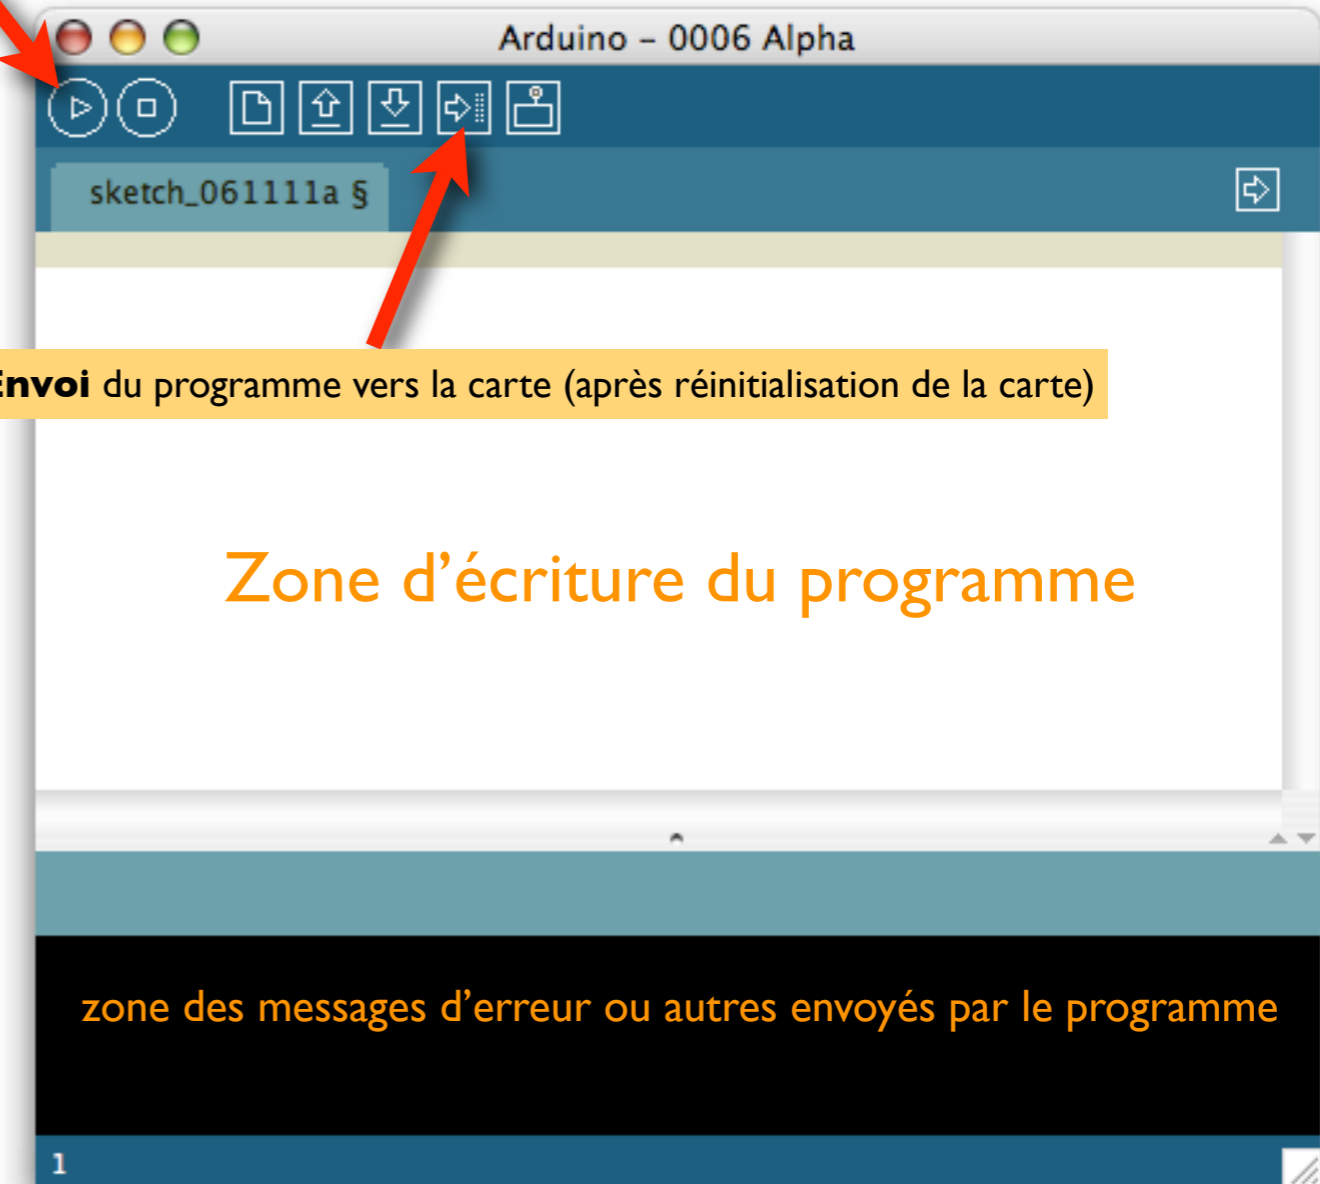 Arduino – 0006 Alpha
sketch_061111a §
Envoi du programme vers la carte (après réinitialisation de la carte)
Zone d’écriture du programme
zone des messages d’erreur ou autres envoyés par le programme
1